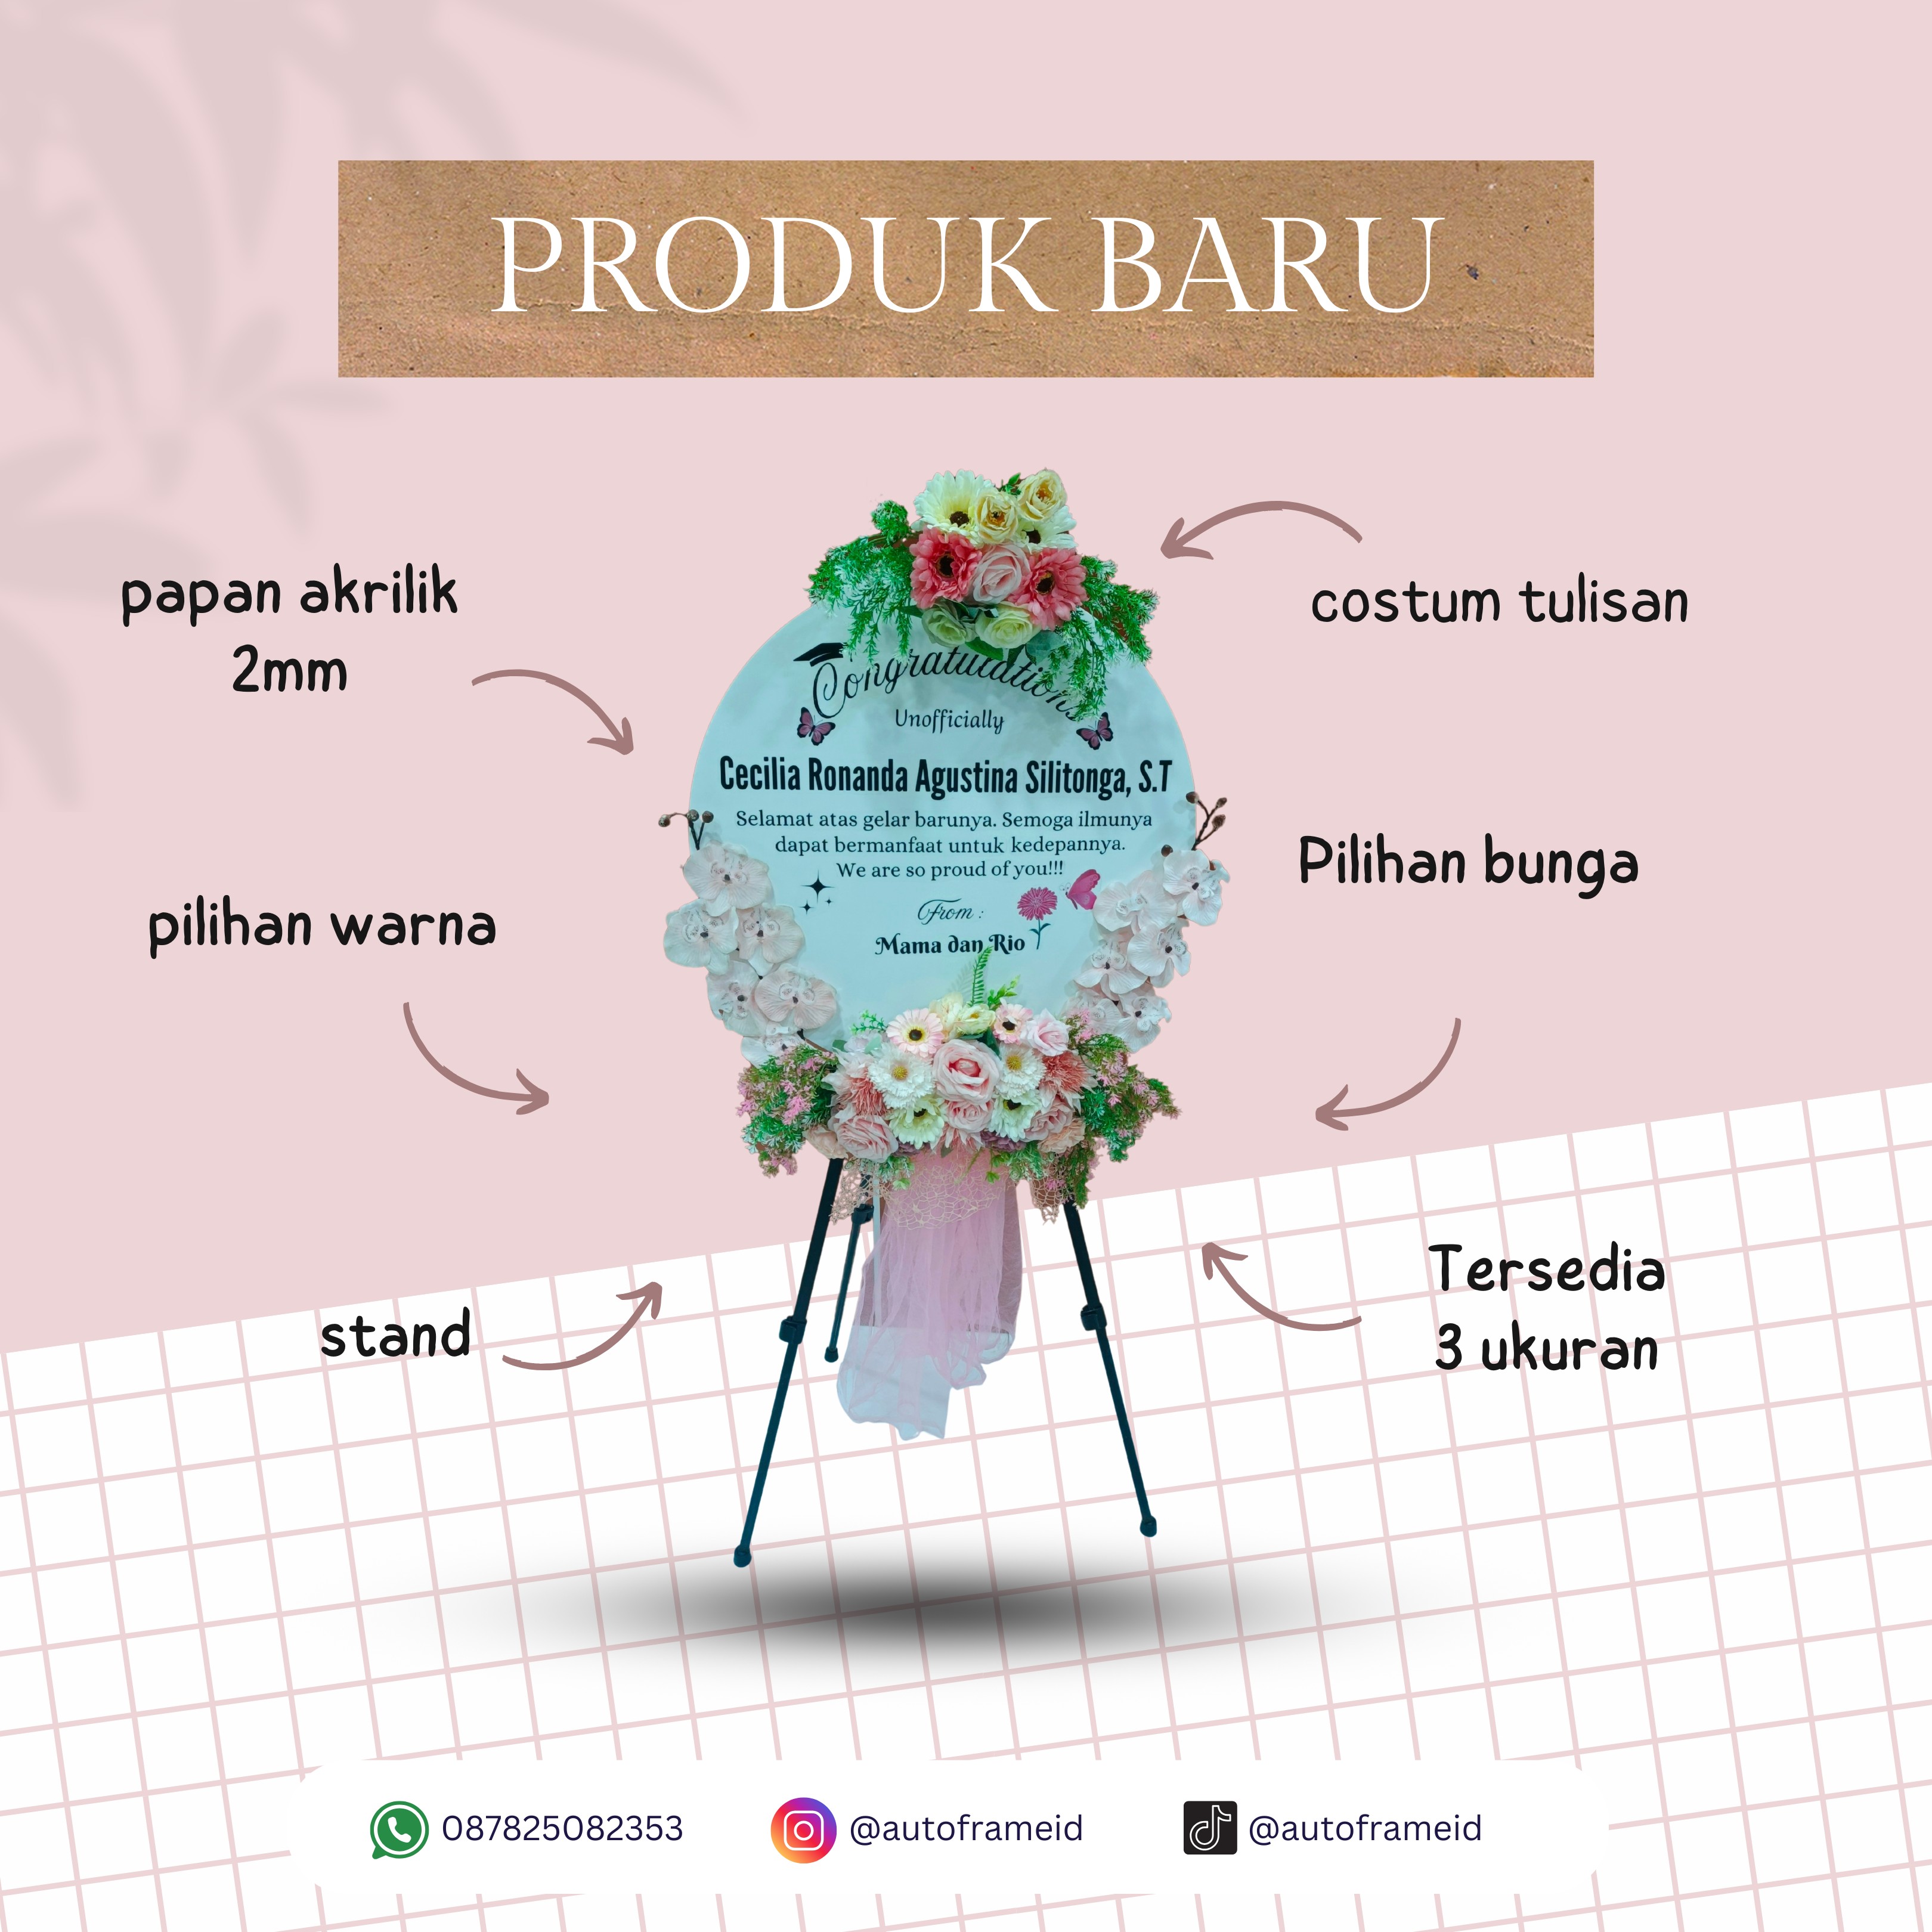 PRODUK BARU
papan akrilik
2mm
costum tulisan
Congratulations
Unofficially
Cecilia Ronanda Agustina Silitonga, S.T
Selamat atas gelar barunya. Semoga ilmunya
dapat bermanfaat untuk kedepannya.
We are so proud of you!!!
From :
Mama dan Rio
pilihan warna
Pilihan bunga
stand
Tersedia
3 ukuran
087825082353
@autoframeid
@autoframeid